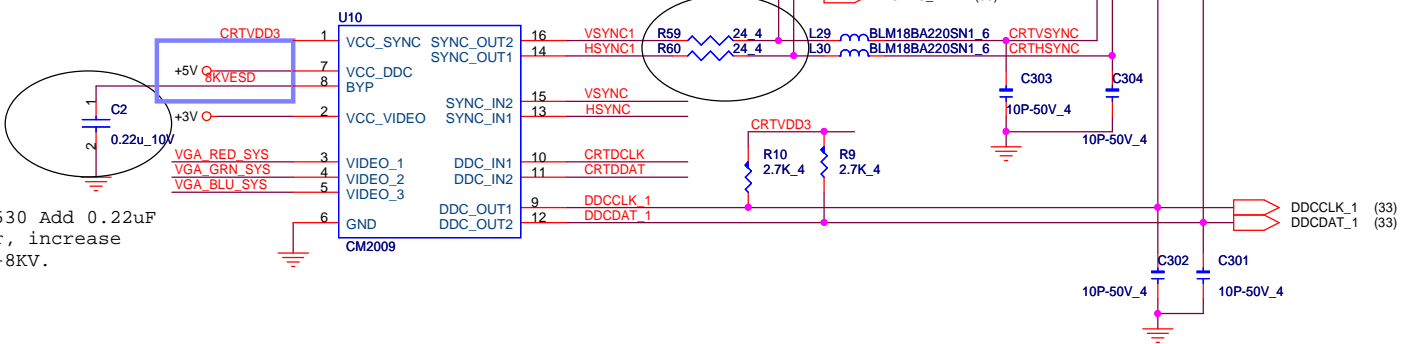 U10
CRTVDD3
1
VCC_SYNC
SYNC_OUT2
16
VSYNC1
R59
24_4
L29
BLM18BA220SN1_6
CRTVSYNC
SYNC_OUT1
14
HSYNC1
R60
24_4
L30
BLM18BA220SN1_6
CRTHSYNC
+5V
7
VCC_DDC
8KVESD
8
BYP
C303
C304
1
C2
SYNC_IN2
15
VSYNC
10P-50V_4
+3V
2
VCC_VIDEO
SYNC_IN1
13
HSYNC
0.22u_10V
2
CRTVDD3
10P-50V_4
VGA_RED_SYS
3
VIDEO_1
DDC_IN1
10
CRTDCLK
R10
R9
VGA_GRN_SYS
4
VIDEO_2
DDC_IN2
11
CRTDDAT
2.7K_4
2.7K_4
VGA_BLU_SYS
5
VIDEO_3
DDC_OUT1
9
DDCCLK_1
DDCCLK_1 (33)
6
GND
DDC_OUT2
12
DDCDAT_1
DDCDAT_1 (33)
CM2009
530 Add 0.22uF
, increase
8KV.
C302
C301
10P-50V_4
10P-50V_4